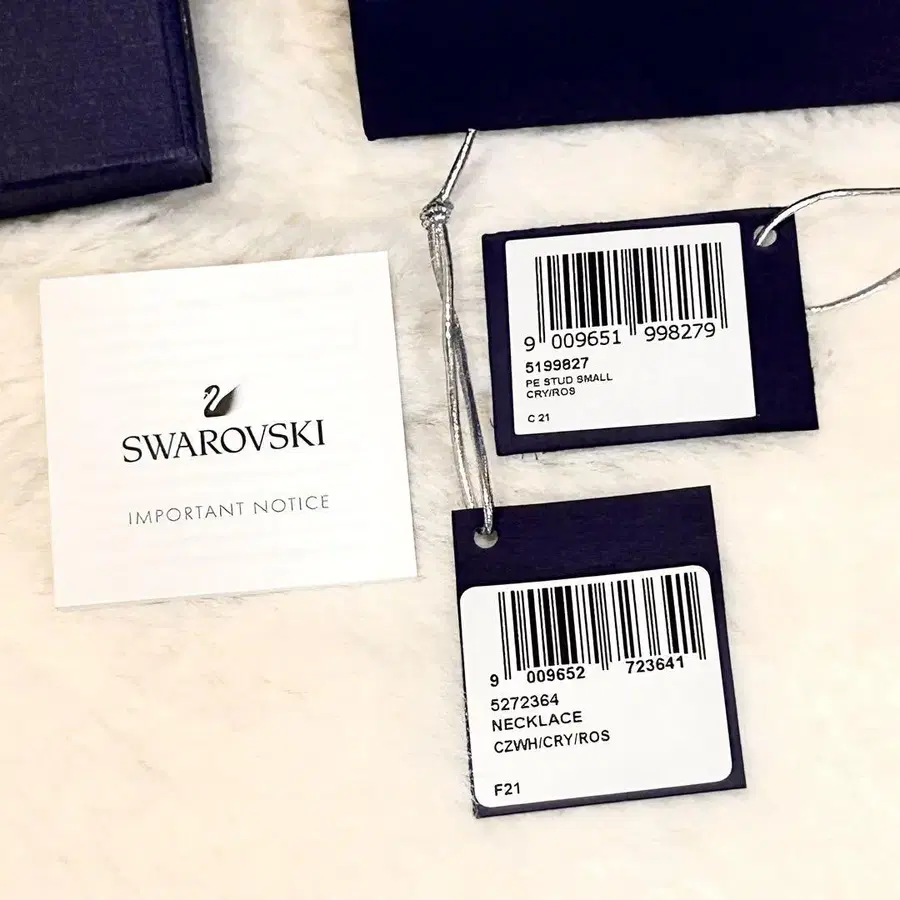 SWAROVSKI
IMPORTANT NOTICE
9 009651 998279
5199827
PE STUD SMALL
CRY/ROS
C 21
9 009652 723641
5272364
NECKLACE
CZWH/CRY/ROS
F21